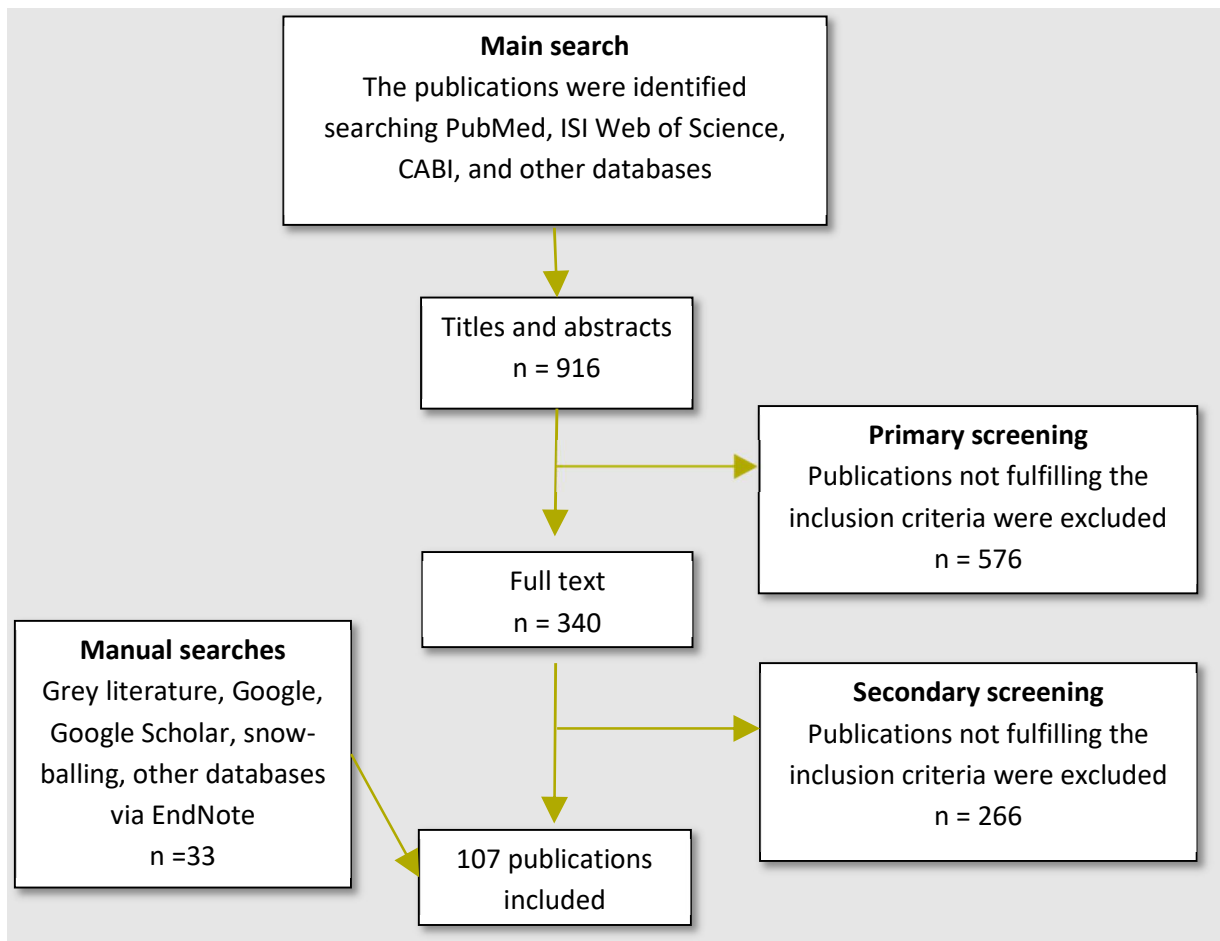 Main search
The publications were identified
searching PubMed, ISI Web of Science,
CABI, and other databases
Titles and abstracts
n = 916
Primary screening
Publications not fulfilling the
inclusion criteria were excluded
n = 576
Full text
n = 340
Manual searches
Grey literature, Google,
Google Scholar, snow-
balling, other databases
via EndNote
n =33
Secondary screening
Publications not fulfilling the
inclusion criteria were excluded
n = 266
107 publications
included